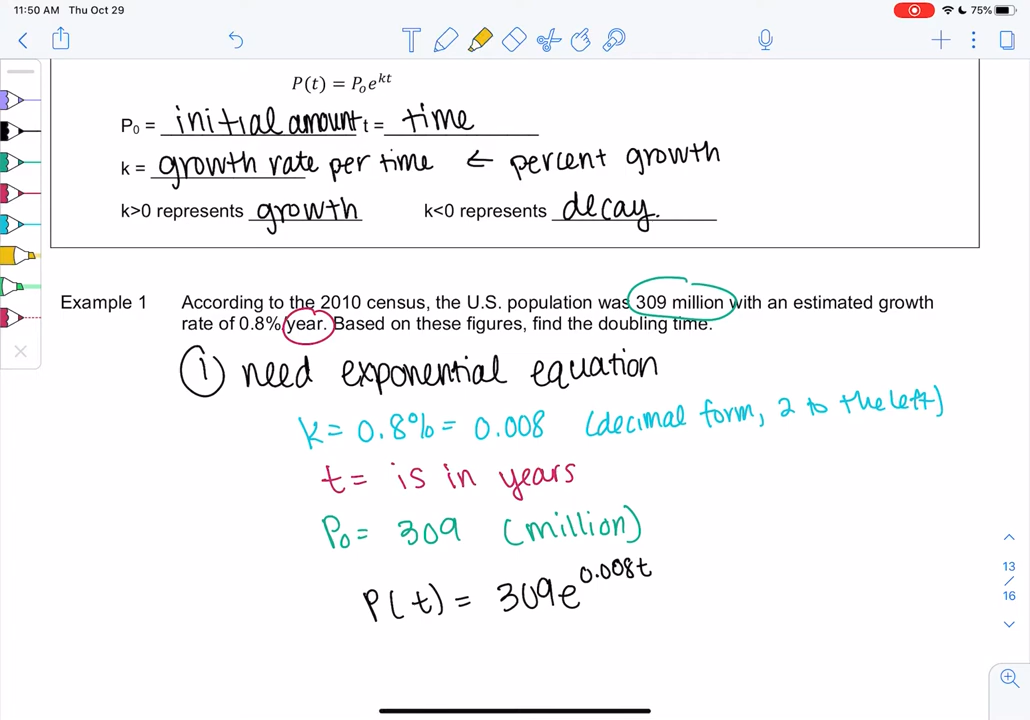 11:50 AM Thu Oct 29
75%
P(t) = P₀eᵏᵗ
P₀ = initial amount t = time
k = growth rate per time ← percent growth
k>0 represents growth k<0 represents decay.
Example 1 According to the 2010 census, the U.S. population was 309 million with an estimated growth
rate of 0.8% year. Based on these figures, find the doubling time.
① need exponential equation
k = 0.8% = 0.008 (decimal form, 2 to the left)
t = is in years
P₀ = 309 (million)
P(t) = 309e^0.008t
13
/
16